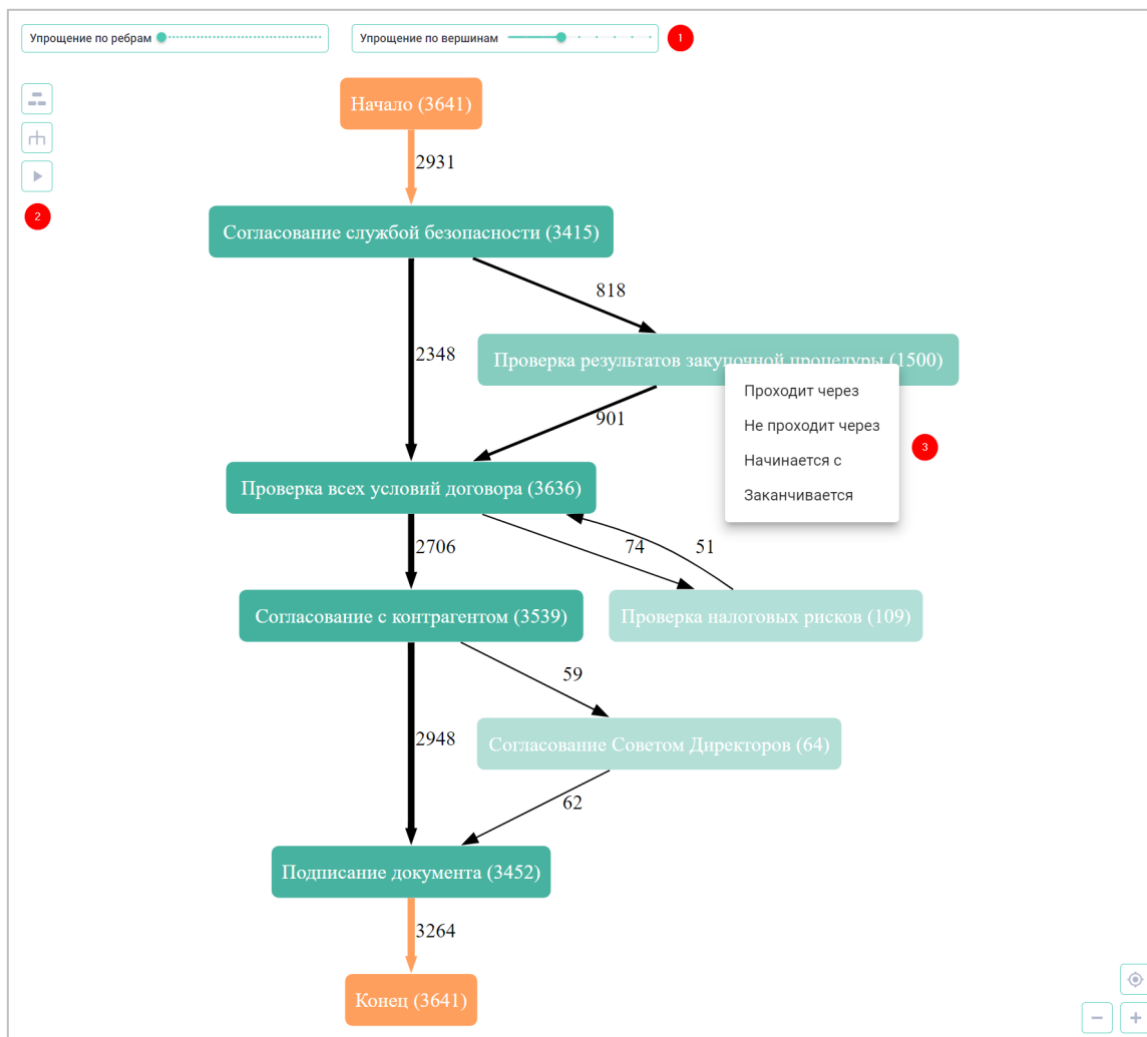 Упрощение по ребрам
Упрощение по вершинам
1
Начало (3641)
2931
2
Согласование службой безопасности (3415)
818
2348
Проверка результатов закупочной процедуры (1500)
Проходит через
901
Не проходит через
3
Начинается с
Проверка всех условий договора (3636)
Заканчивается
2706
74
51
Согласование с контрагентом (3539)
Проверка налоговых рисков (109)
59
2948
Согласование Советом Директоров (64)
62
Подписание документа (3452)
3264
Конец (3641)